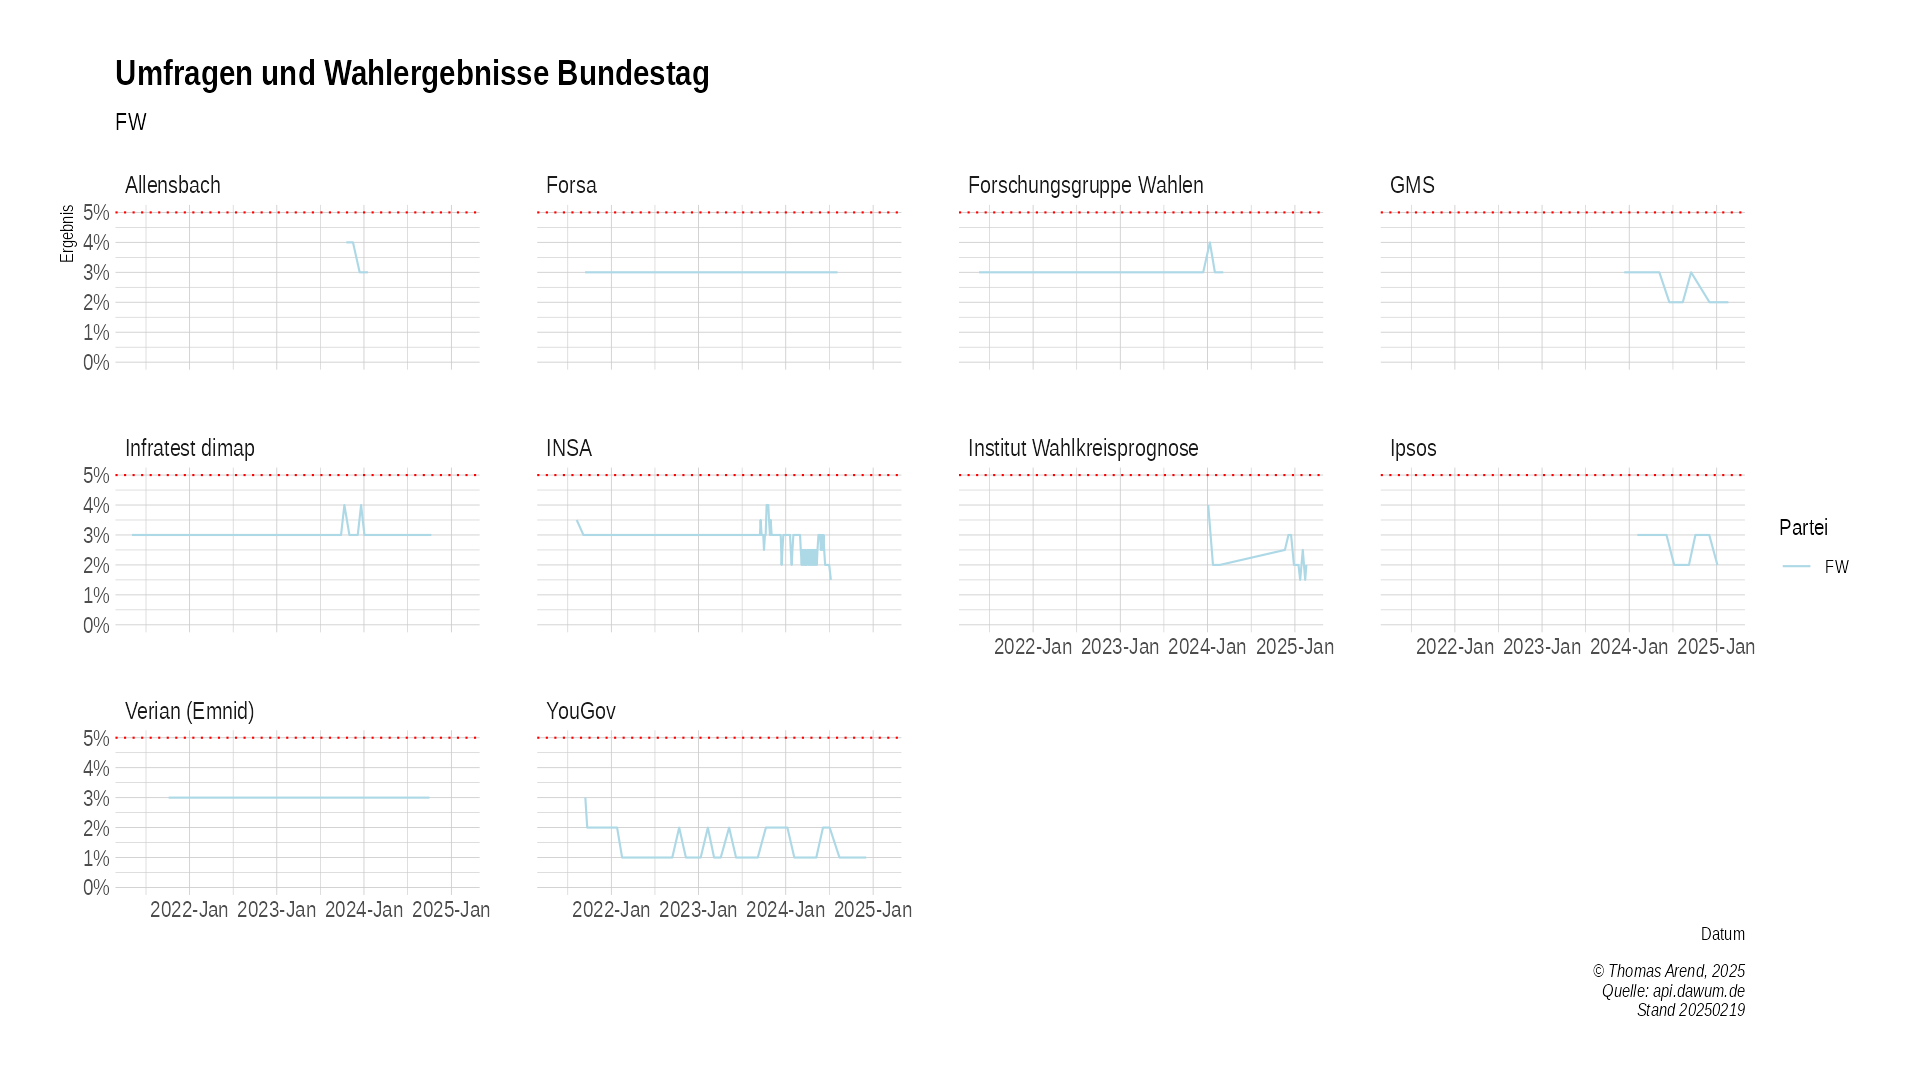 Umfragen und Wahlergebnisse Bundestag
FW
Allensbach
Forsa
Forschungsgruppe Wahlen
GMS
Ergebnis
5%
4%
3%
2%
1%
0%
Infratest dimap
INSA
Institut Wahlkreisprognose
Ipsos
5%
4%
3%
2%
1%
0%
2022-Jan 2023-Jan 2024-Jan 2025-Jan
2022-Jan 2023-Jan 2024-Jan 2025-Jan
Partei
FW
Verian (Emnid)
YouGov
5%
4%
3%
2%
1%
0%
2022-Jan 2023-Jan 2024-Jan 2025-Jan
2022-Jan 2023-Jan 2024-Jan 2025-Jan
Datum
© Thomas Arend, 2025
Quelle: api.dawum.de
Stand 20250219